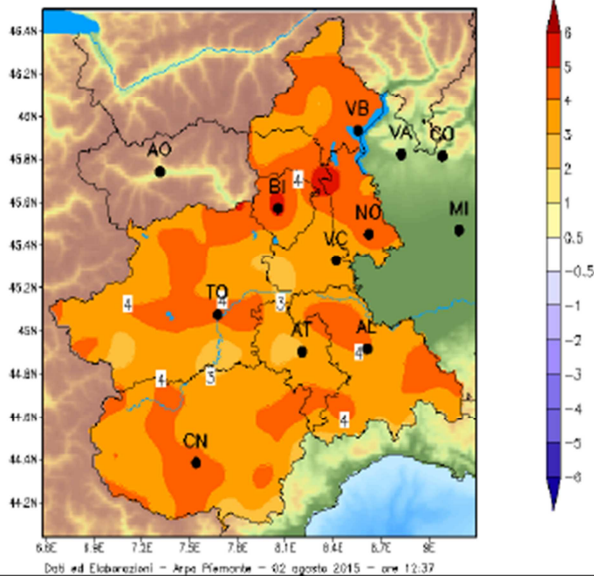 46.4N
46.2N
46N
45.8N
45.6N
45.4N
45.2N
45N
44.8N
44.6N
44.4N
44.2N
VB
VA CO
AO
4
BI
NO
MI
VC
4
TO
4
3
AT
AL
4
4
3
4
CN
6.6E 6.9E 7.2E 7.5E 7.8E 8.1E 8.4E 8.7E 9E
6
5
4
3
2
1
0.5
-0.5
-1
-2
-3
-4
-5
-6
Dati ed Elaborazioni - Arpa Piemonte - 02 agosto 2015 - ore 12:37